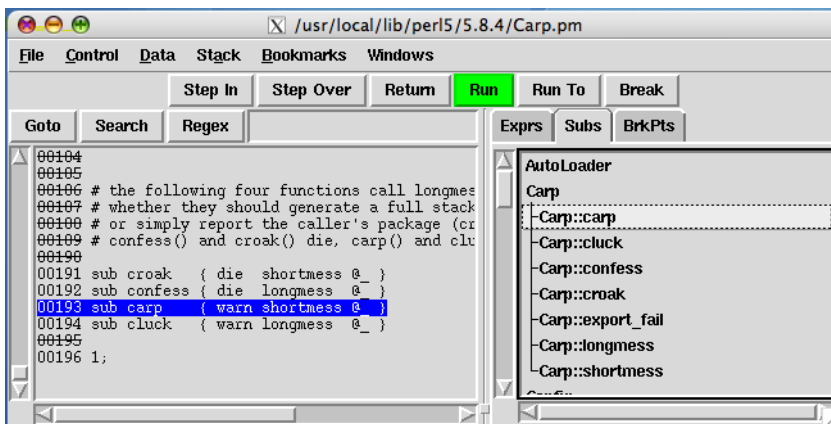 X /usr/local/lib/perl5/5.8.4/Carp.pm
File Control Data Stack Bookmarks Windows
Step In Step Over Return Run Run To Break
Goto Search Regex
Exprs Subs BrkPts
00104
00105
00106 # the following four functions call longmes
00107 # whether they should generate a full stack
00108 # or simply report the caller's package (cr
00109 # confess() and croak() die, carp() and clu
00190
00191 sub croak { die shortmess @_ }
00192 sub confess { die longmess @_ }
00193 sub carp { warn shortmess @_ }
00194 sub cluck { warn longmess @_ }
00195
00196 1;
AutoLoader
Carp
Carp::carp
Carp::cluck
Carp::confess
Carp::croak
Carp::export_fail
Carp::longmess
Carp::shortmess